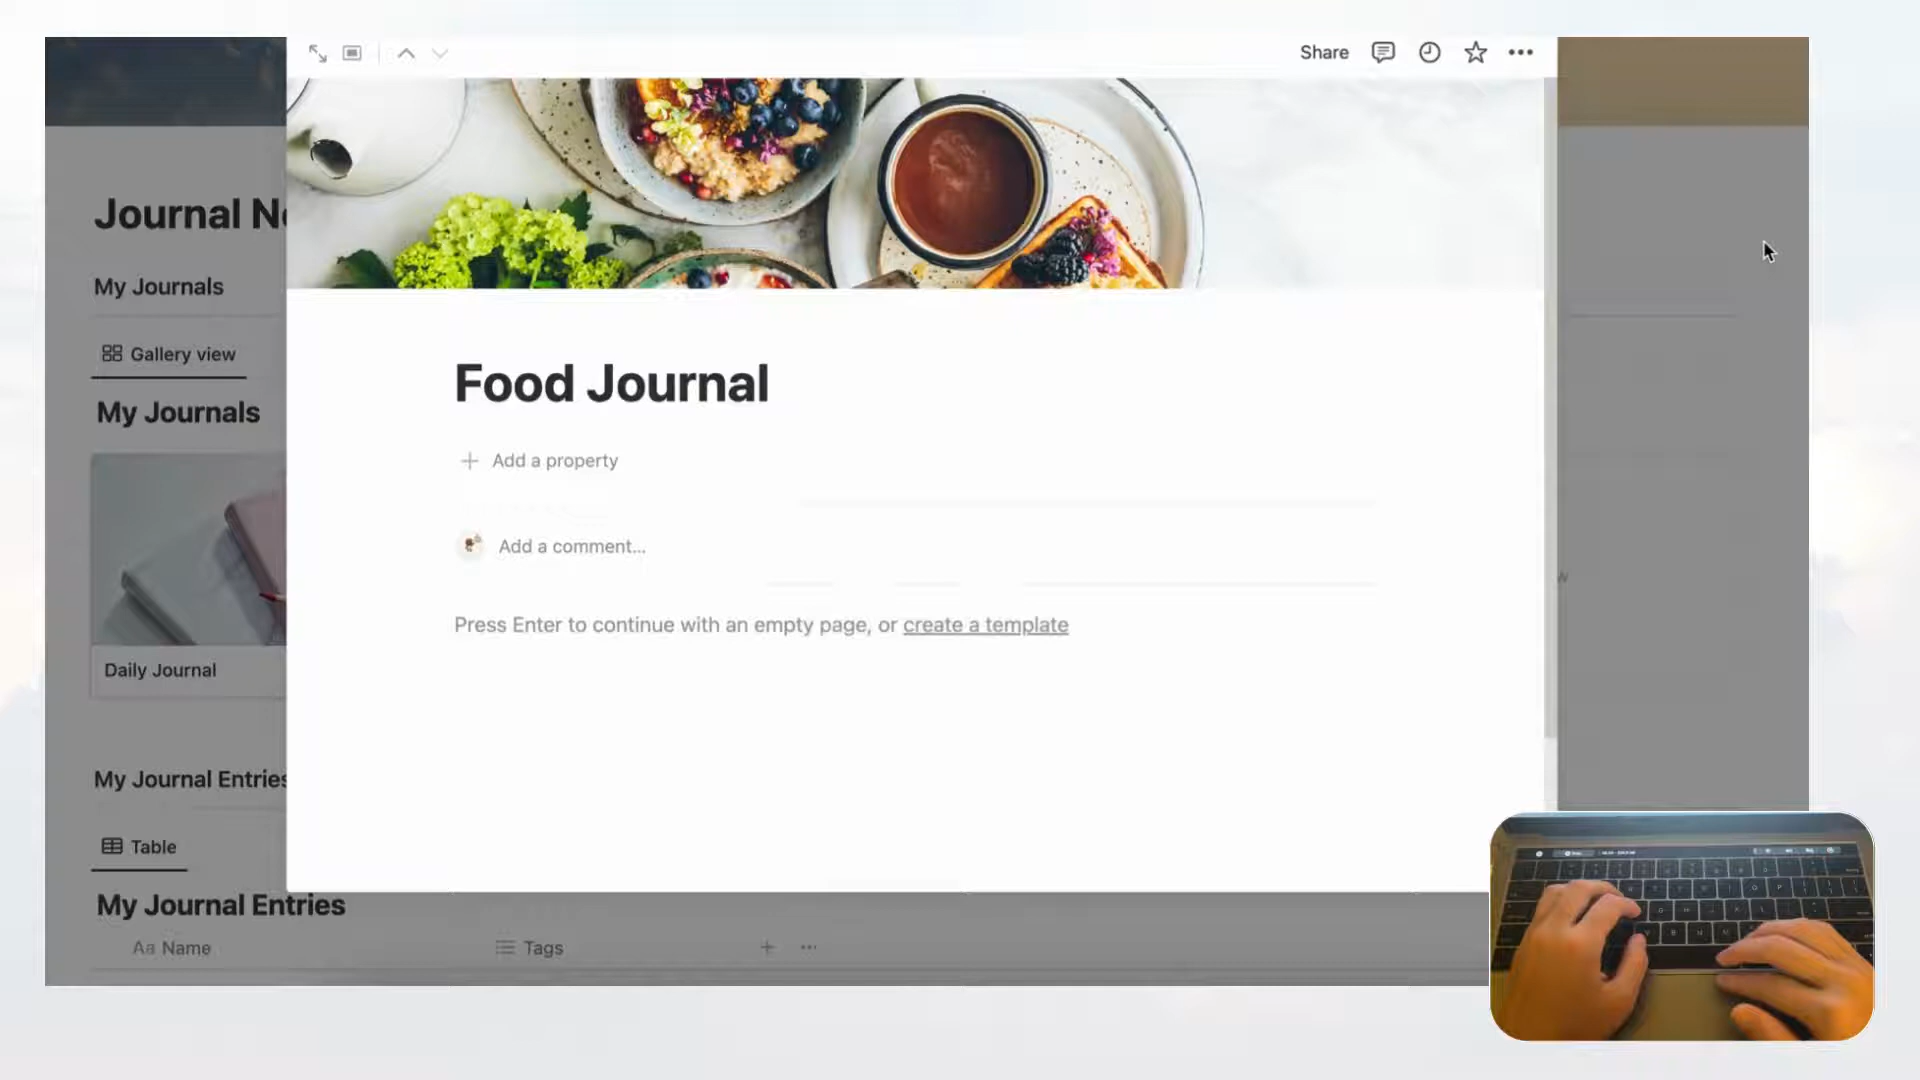 Share
Journal N
My Journals
Gallery view
My Journals
Daily Journal
My Journal Entries
Table
My Journal Entries
Aa Name
Tags
Food Journal
Add a property
Add a comment...
Press Enter to continue with an empty page, or create a template